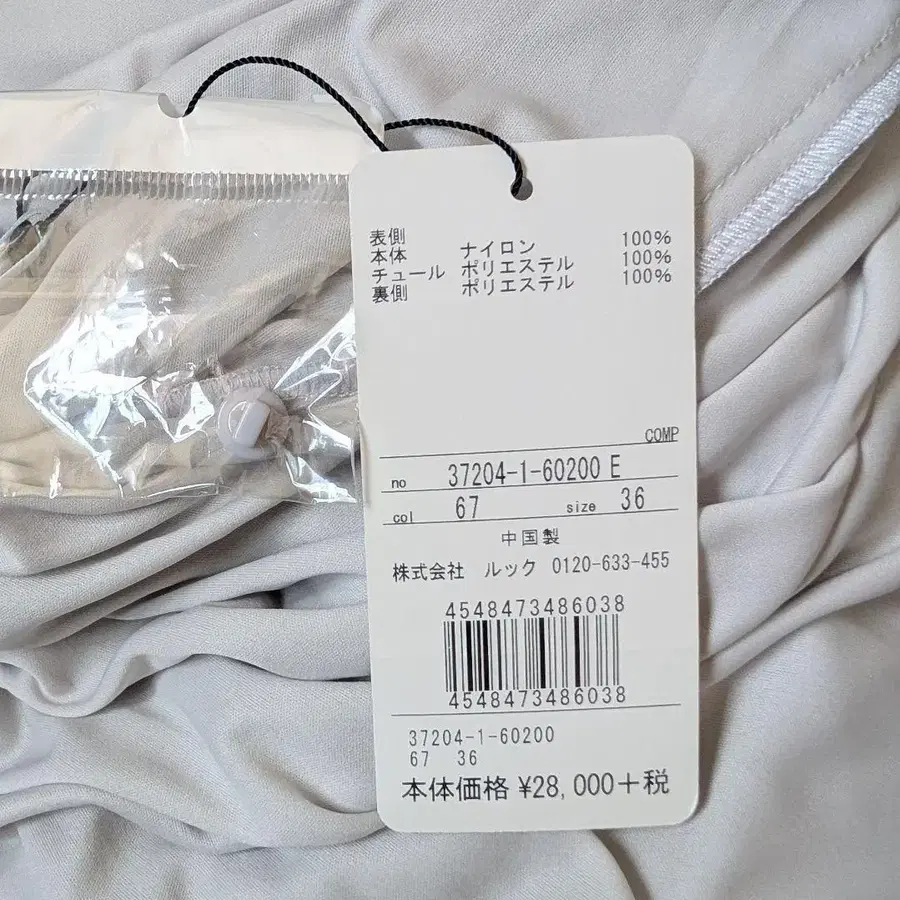 表側
本体 ナイロン 100%
チュール ポリエステル 100%
裏側 ポリエステル 100%
COMP
no 37204-1-60200 E
col 67 size 36
中国製
株式会社 ルック 0120-633-455
4548473486038
4548473486038
37204-1-60200
67 36
本体価格 ¥28,000+税